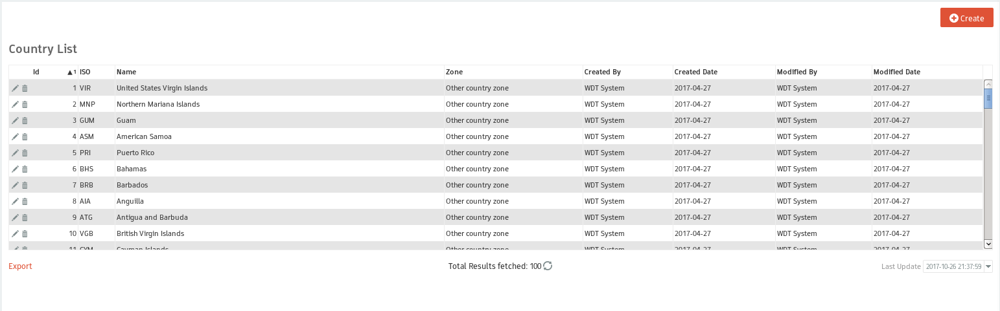 Create
Country List
Id ▲1 ISO Name Zone Created By Created Date Modified By Modified Date
1 VIR United States Virgin Islands Other country zone WDT System 2017-04-27 WDT System 2017-04-27
2 MNP Northern Mariana Islands Other country zone WDT System 2017-04-27 WDT System 2017-04-27
3 GUM Guam Other country zone WDT System 2017-04-27 WDT System 2017-04-27
4 ASM American Samoa Other country zone WDT System 2017-04-27 WDT System 2017-04-27
5 PRI Puerto Rico Other country zone WDT System 2017-04-27 WDT System 2017-04-27
6 BHS Bahamas Other country zone WDT System 2017-04-27 WDT System 2017-04-27
7 BRB Barbados Other country zone WDT System 2017-04-27 WDT System 2017-04-27
8 AIA Anguilla Other country zone WDT System 2017-04-27 WDT System 2017-04-27
9 ATG Antigua and Barbuda Other country zone WDT System 2017-04-27 WDT System 2017-04-27
10 VGB British Virgin Islands Other country zone WDT System 2017-04-27 WDT System 2017-04-27
11 CYM Cayman Islands Other country zone WDT System 2017-04-27 WDT System 2017-04-27
Export Total Results fetched: 100 Last Update 2017-10-26 21:37:59